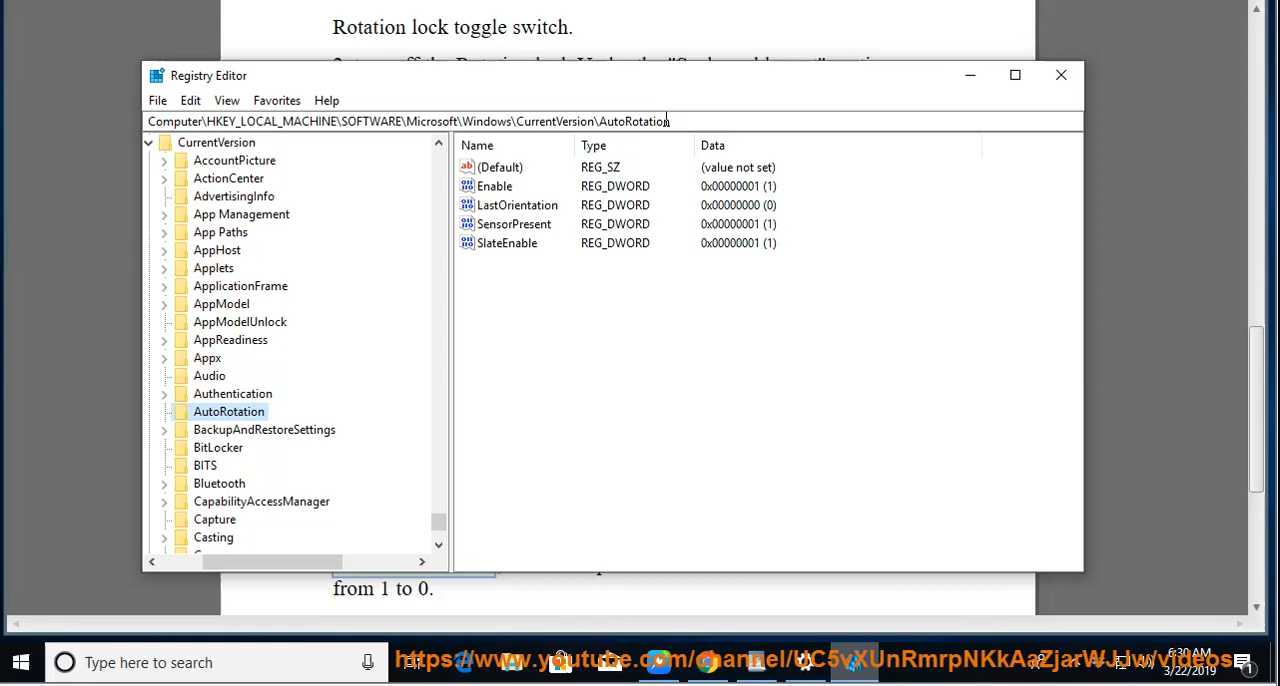 Rotation lock toggle switch.
Registry Editor
File Edit View Favorites Help
Computer\HKEY_LOCAL_MACHINE\SOFTWARE\Microsoft\Windows\CurrentVersion\AutoRotation
CurrentVersion
AccountPicture
ActionCenter
AdvertisingInfo
App Management
App Paths
AppHost
Applets
ApplicationFrame
AppModel
AppModelUnlock
AppReadiness
Appx
Audio
Authentication
AutoRotation
BackupAndRestoreSettings
BitLocker
BITS
Bluetooth
CapabilityAccessManager
Capture
Casting
Name Type Data
(Default) REG_SZ (value not set)
Enable REG_DWORD 0x00000001 (1)
LastOrientation REG_DWORD 0x00000000 (0)
SensorPresent REG_DWORD 0x00000001 (1)
SlateEnable REG_DWORD 0x00000001 (1)
from 1 to 0.
Type here to search
6:30 AM
3/22/2019
1